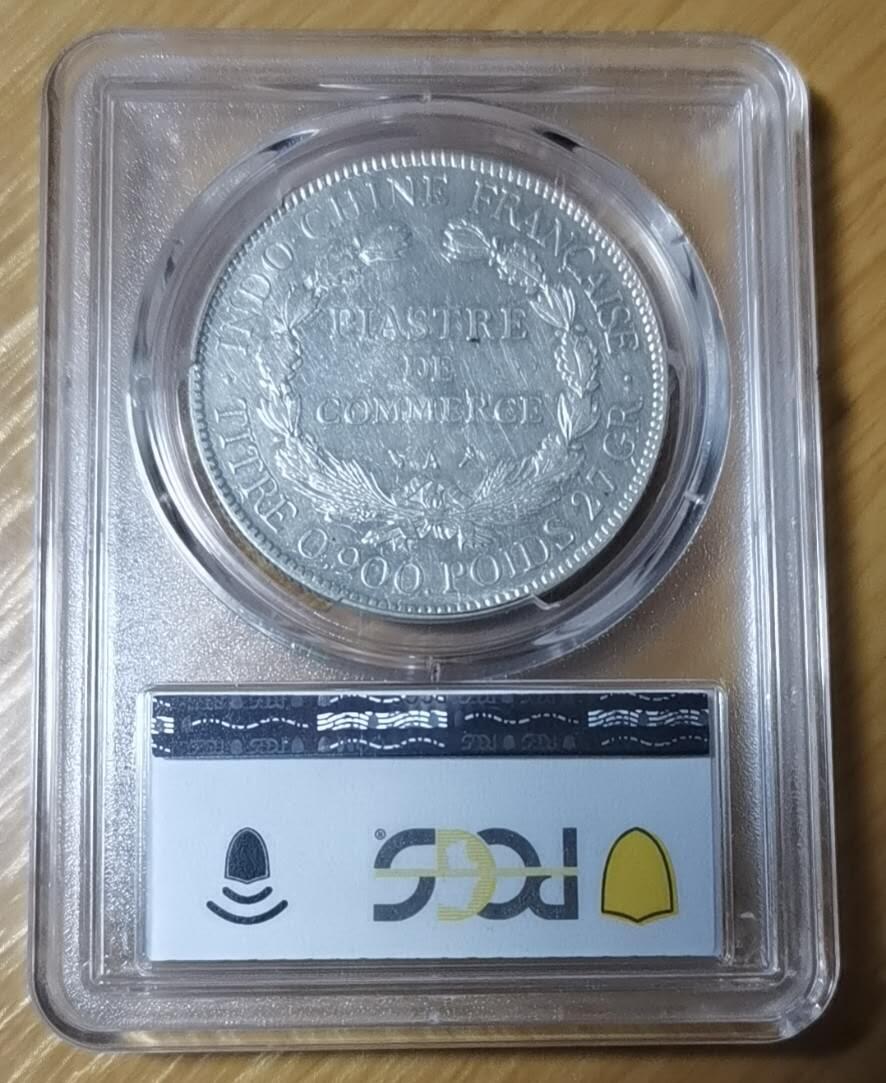 INDO-CHINE FRANÇAISE
PIASTRE
DE
COMMERCE
A
TITRE 0,900. POIDS 27 GR.
PCGS
®